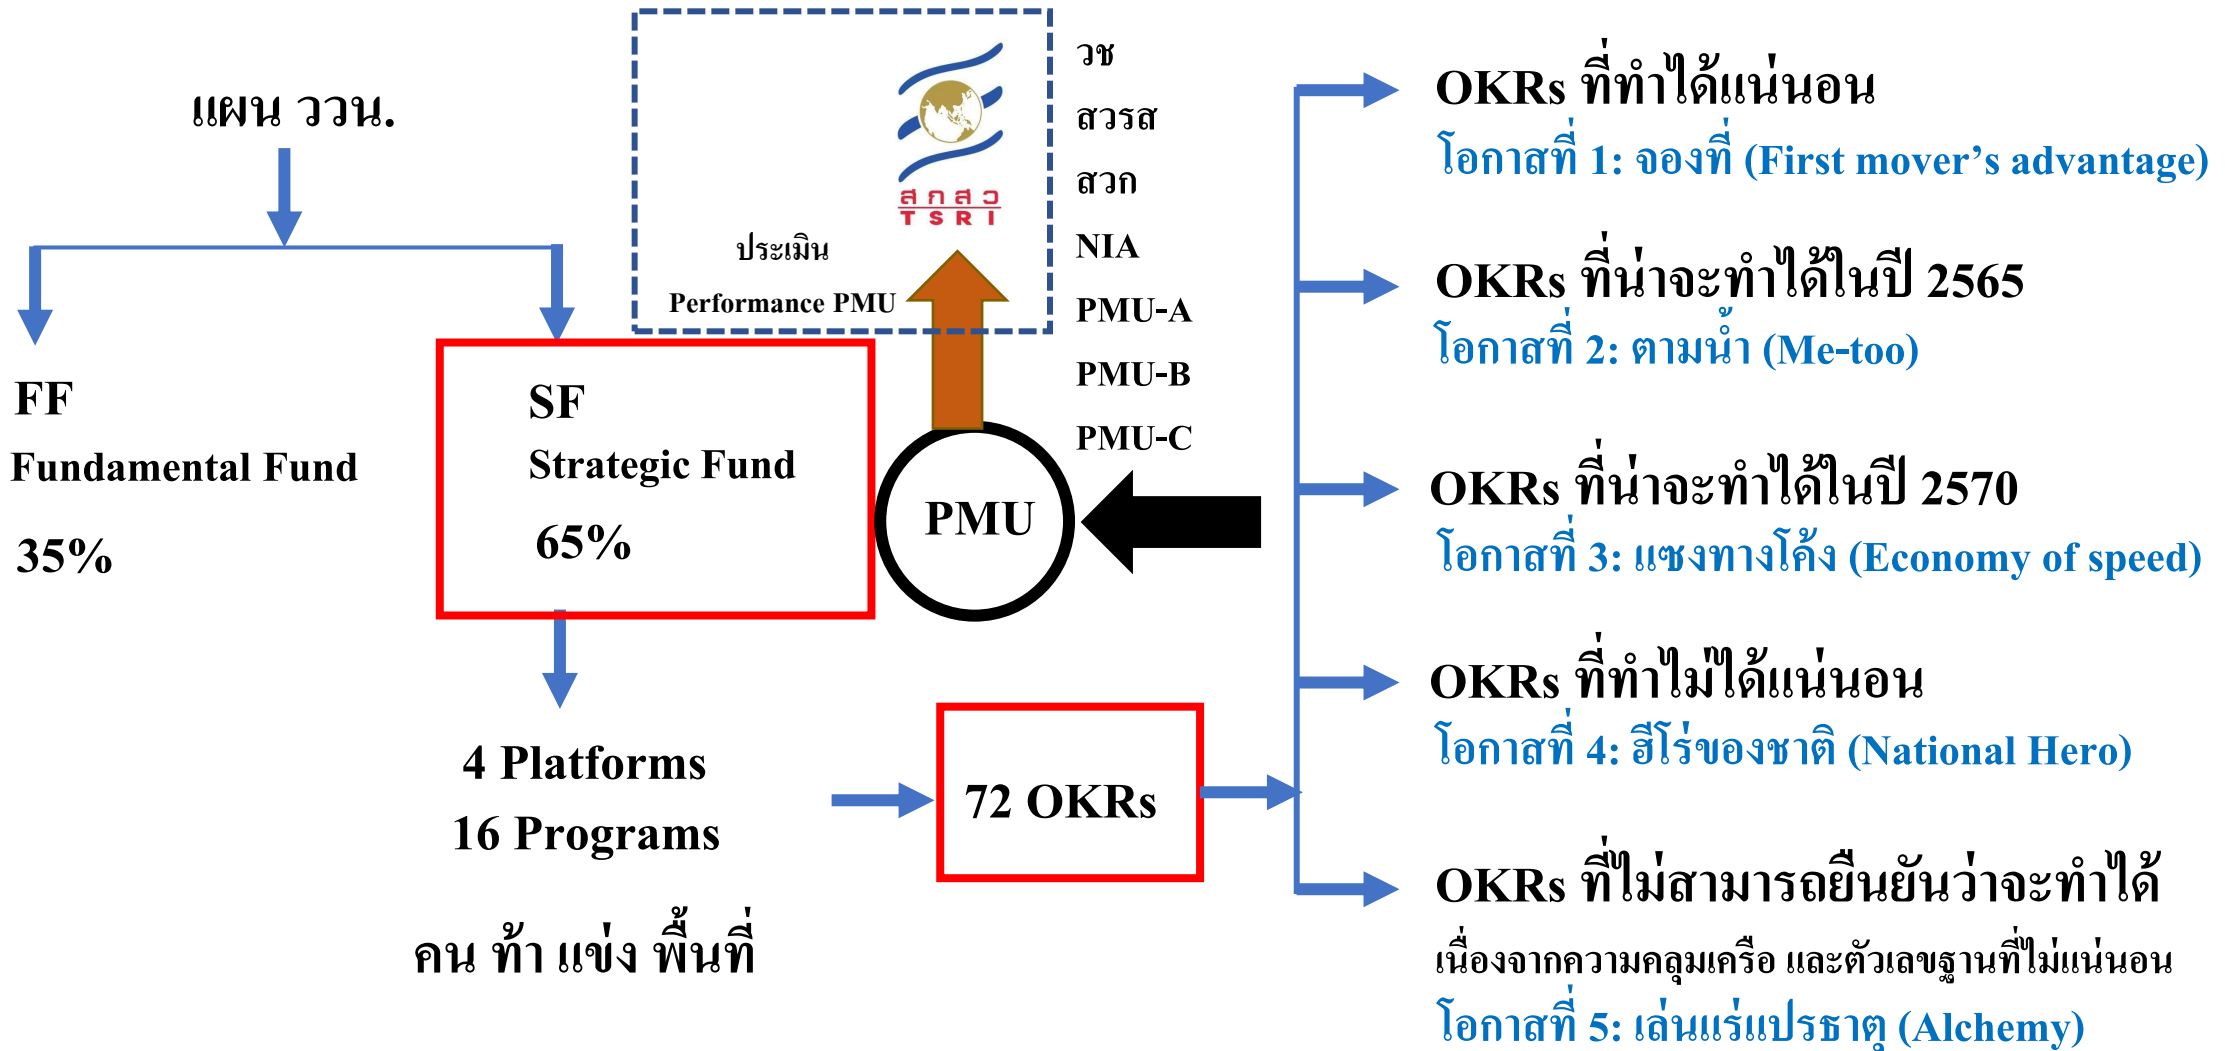 แผน ววน.
FF
Fundamental Fund
35%
SF
Strategic Fund
65%
4 Platforms
16 Programs
คน ท้า แข่ง พื้นที่
สกสว
TSRI
ประเมิน
Performance PMU
วช
สวรส
สวก
NIA
PMU-A
PMU-B
PMU-C
PMU
72 OKRs
OKRs ที่ทำได้แน่นอน
โอกาสที่ 1: จองที่ (First mover’s advantage)
OKRs ที่น่าจะทำได้ในปี 2565
โอกาสที่ 2: ตามน้ำ (Me-too)
OKRs ที่น่าจะทำได้ในปี 2570
โอกาสที่ 3: แซงทางโค้ง (Economy of speed)
OKRs ที่ทำไม่ได้แน่นอน
โอกาสที่ 4: ฮีโร่ของชาติ (National Hero)
OKRs ที่ไม่สามารถยืนยันว่าจะทำได้
เนื่องจากความคลุมเครือ และตัวเลขฐานที่ไม่แน่นอน
โอกาสที่ 5: เล่นแร่แปรธาตุ (Alchemy)